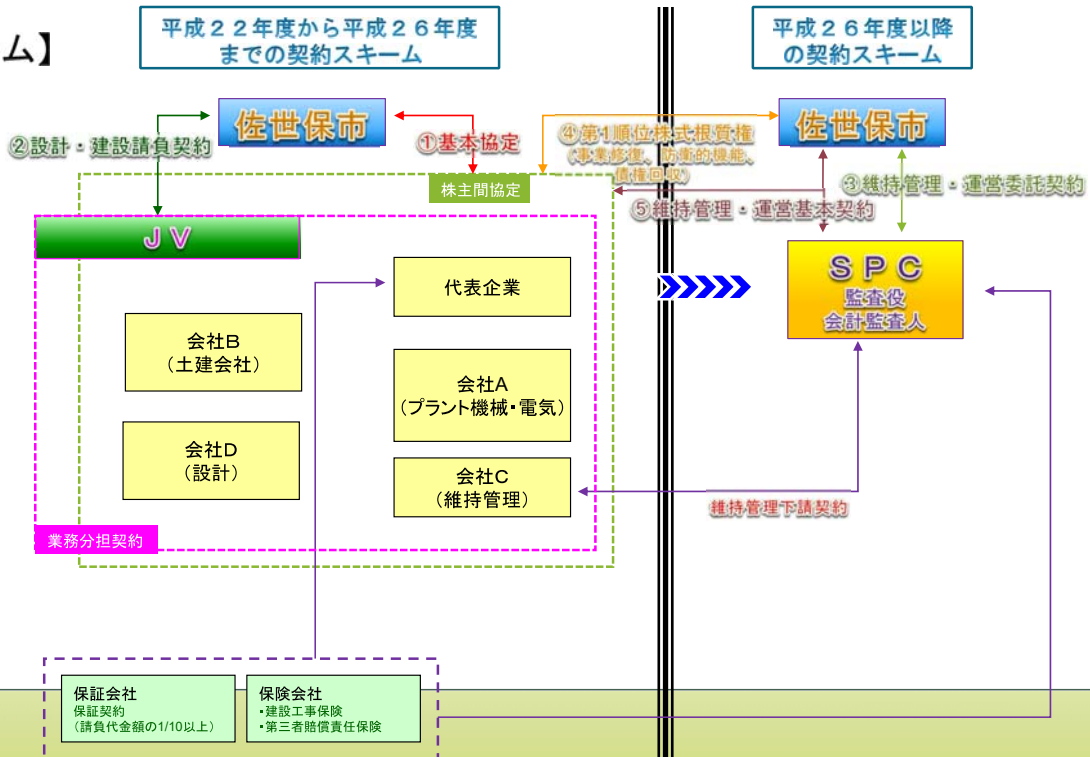 ム】
平成２２年度から平成２６年度
までの契約スキーム
平成２６年度以降
の契約スキーム
佐世保市
佐世保市
②設計・建設請負契約
①基本協定
④第1順位株式根質権
(事業修復、防衛的機能、
債権回収)
③維持管理・運営委託契約
株主間協定
⑤維持管理・運営基本契約
ＪＶ
代表企業
ＳＰＣ
監査役
会計監査人
会社B
（土建会社）
会社A
（プラント機械・電気）
会社D
（設計）
会社C
（維持管理）
維持管理下請契約
業務分担契約
保証会社
保証契約
（請負代金額の1/10以上）
保険会社
・建設工事保険
・第三者賠償責任保険